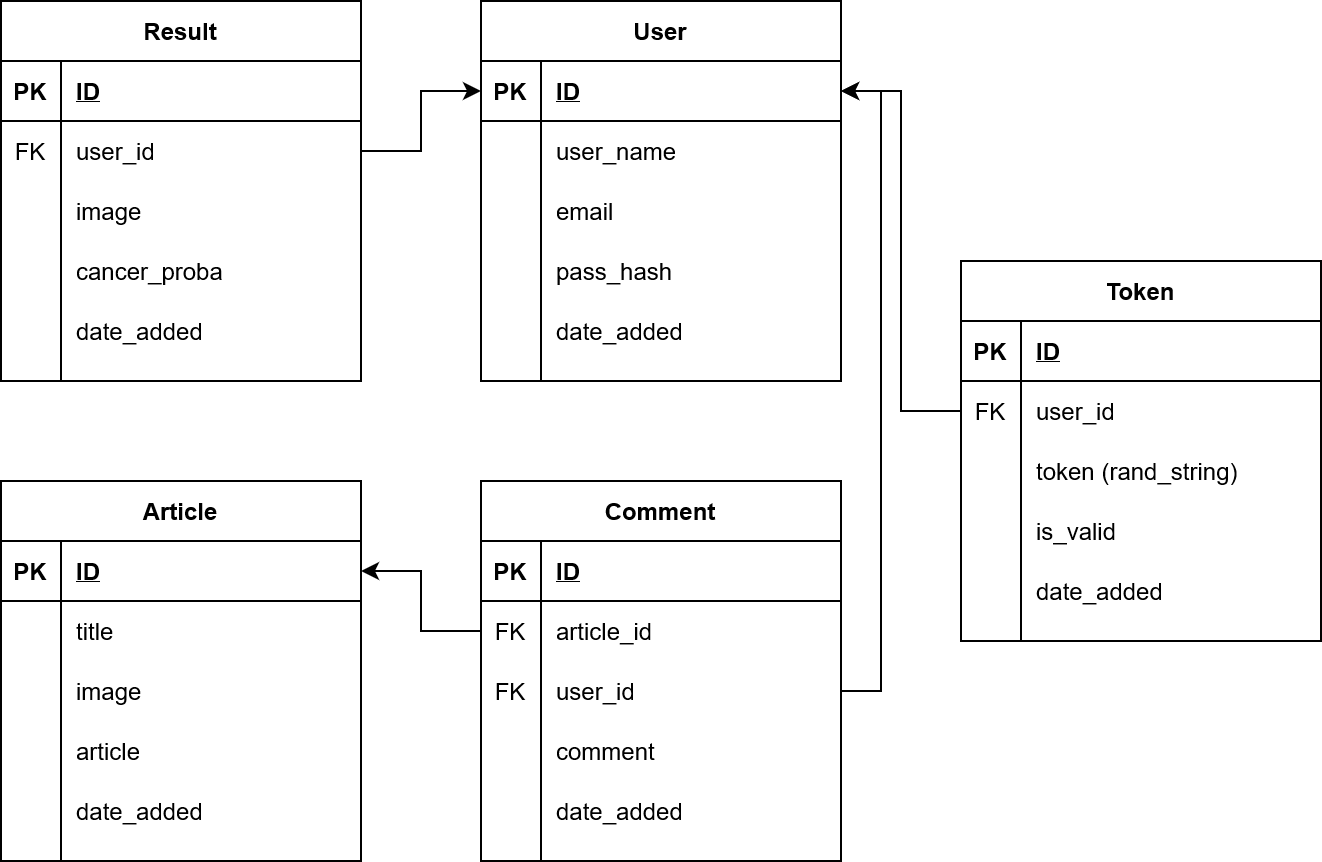 Result
PK ID
FK user_id
image
cancer_proba
date_added
User
PK ID
user_name
email
pass_hash
date_added
Token
PK ID
FK user_id
token (rand_string)
is_valid
date_added
Article
PK ID
title
image
article
date_added
Comment
PK ID
FK article_id
FK user_id
comment
date_added